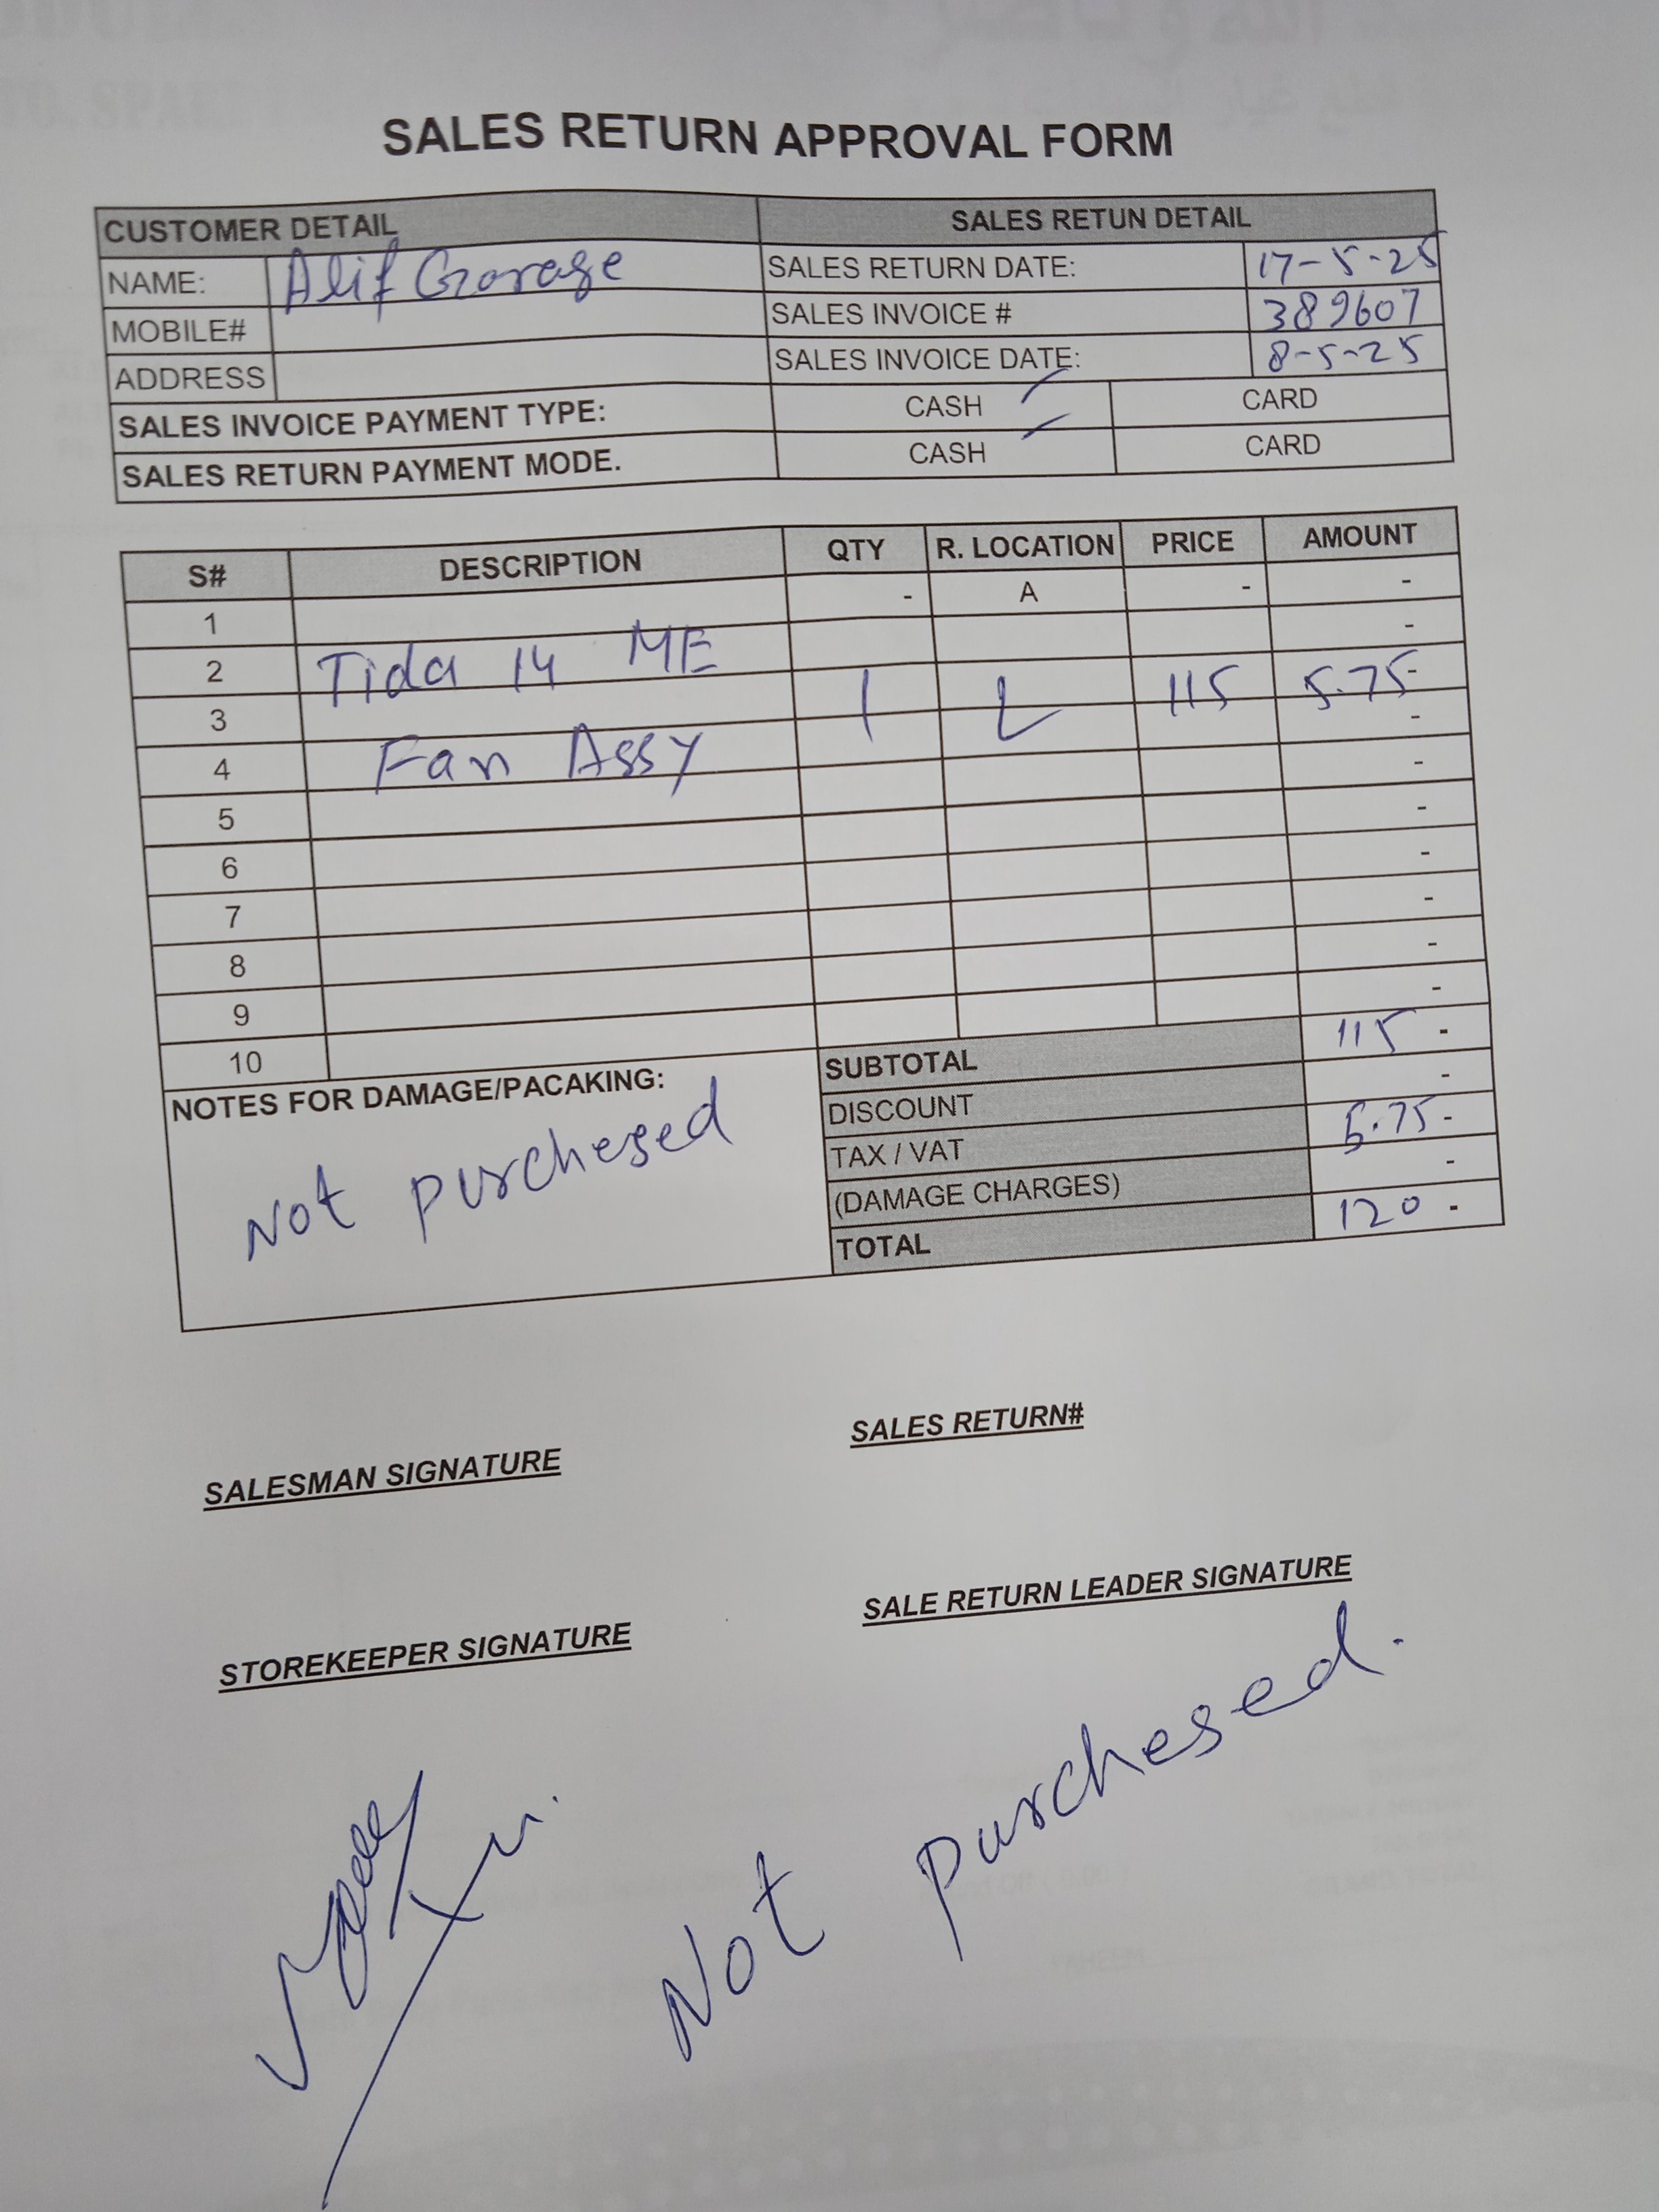 SALES RETURN APPROVAL FORM
CUSTOMER DETAIL SALES RETUN DETAIL
NAME: Alif Gorage SALES RETURN DATE: 17-5-25
MOBILE# SALES INVOICE # 389607
ADDRESS SALES INVOICE DATE: 8-5-25
SALES INVOICE PAYMENT TYPE: CASH CARD
SALES RETURN PAYMENT MODE. CASH CARD
S# DESCRIPTION QTY R. LOCATION PRICE AMOUNT
1 - A - -
2 Tida 14 ME -
3 1 L 115 5.75-
4 Fan Assy -
5 -
6 -
7 -
8 -
9 -
10 -
NOTES FOR DAMAGE/PACAKING:
Not purchesed
SUBTOTAL 115 -
DISCOUNT -
TAX / VAT 5.75-
(DAMAGE CHARGES) -
TOTAL 120 -
SALESMAN SIGNATURE SALES RETURN#
STOREKEEPER SIGNATURE SALE RETURN LEADER SIGNATURE
Not purchesed.